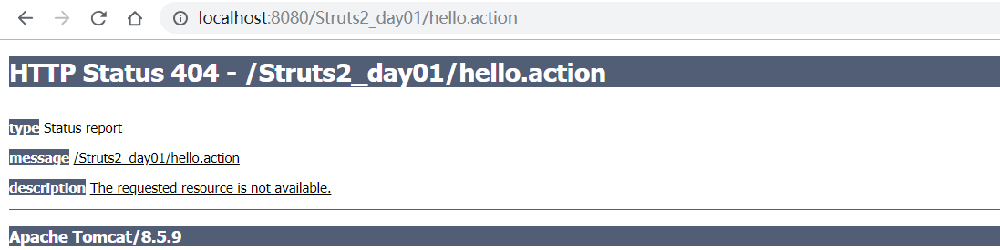 localhost:8080/Struts2_day01/hello.action
HTTP Status 404 - /Struts2_day01/hello.action
type Status report
message /Struts2_day01/hello.action
description The requested resource is not available.
Apache Tomcat/8.5.9